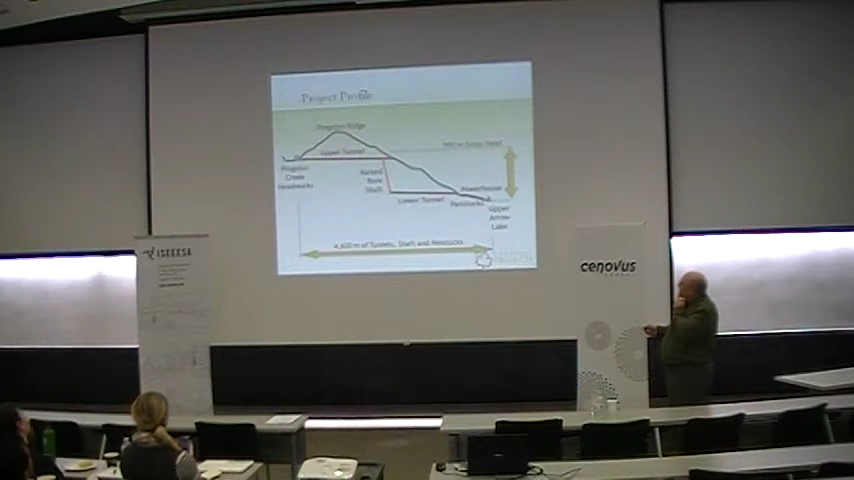 Project Profile
Pingston Ridge
Upper Tunnel
Pingston
Creek
Headworks
Raised
Bore
Shaft
Lower Tunnel
Powerhouse
Penstocks
Upper
Arrow
Lake
4,600 m of Tunnels, Shaft and Penstocks
ISEEESA
cenovus